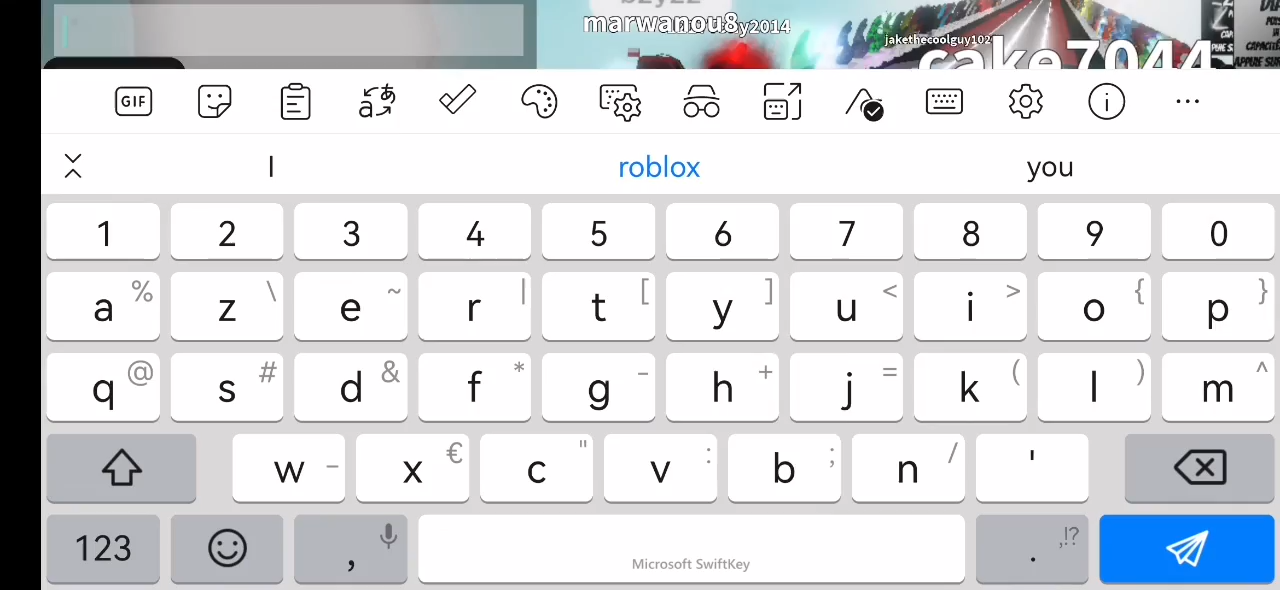 marwanou8
y2014
jakethecoolguy102
cake7044
GIF
I roblox you
1 2 3 4 5 6 7 8 9 0
a % z \ e ~ r | t [ y ] u < i > o { p }
q @ s # d & f * g - h + j = k ( l ) m ^
w _ x € c " v : b ; n / '
123 , . ,!?
Microsoft SwiftKey